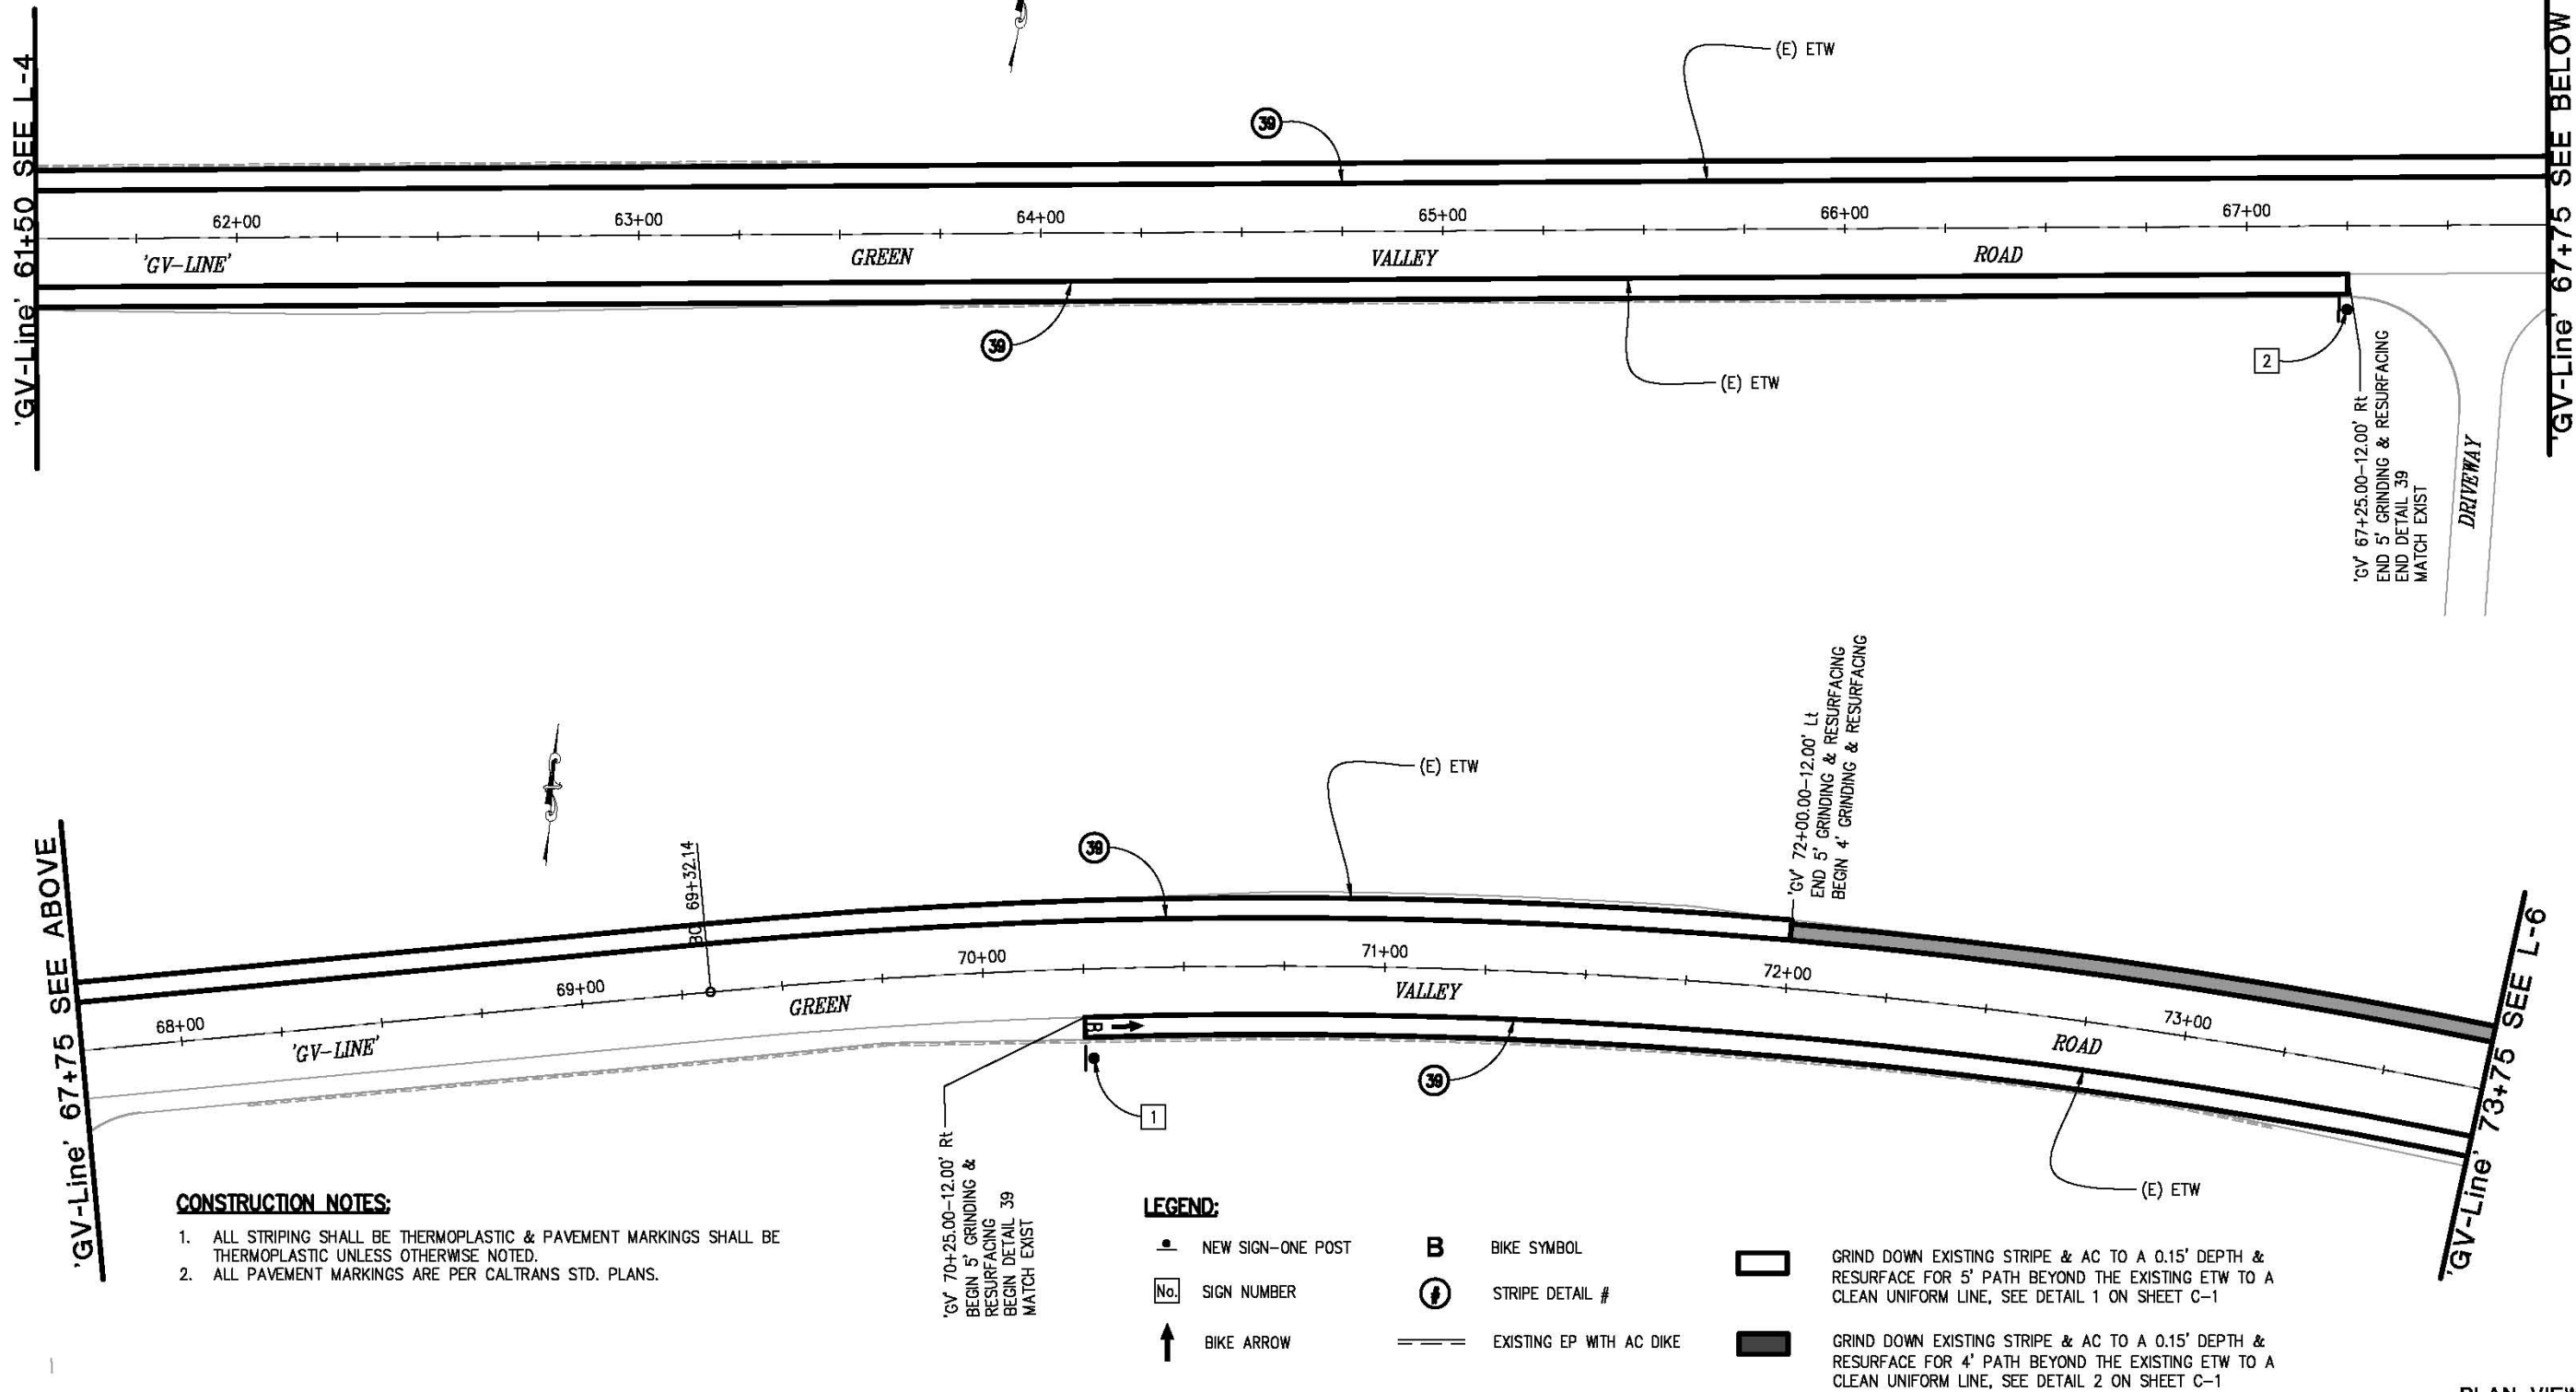 'GV-Line' 61+50 SEE L-4
(E) ETW
39
62+00
63+00
64+00
65+00
66+00
67+00
'GV-LINE'
GREEN
VALLEY
ROAD
39
(E) ETW
2
'GV' 67+25.00-12.00' Rt
END 5' GRINDING & RESURFACING
END DETAIL 39
MATCH EXIST
DRIVEWAY
'GV-Line' 67+75 SEE BELOW
'GV-Line' 67+75 SEE ABOVE
BC 69+32.14
39
(E) ETW
'GV' 72+00.00-12.00' Lt
END 5' GRINDING & RESURFACING
BEGIN 4' GRINDING & RESURFACING
68+00
69+00
70+00
71+00
72+00
73+00
'GV-LINE'
GREEN
VALLEY
ROAD
B
1
39
(E) ETW
'GV' 70+25.00-12.00' Rt
BEGIN 5' GRINDING &
RESURFACING
BEGIN DETAIL 39
MATCH EXIST
'GV-Line' 73+75 SEE L-6
CONSTRUCTION NOTES:
1. ALL STRIPING SHALL BE THERMOPLASTIC & PAVEMENT MARKINGS SHALL BE
THERMOPLASTIC UNLESS OTHERWISE NOTED.
2. ALL PAVEMENT MARKINGS ARE PER CALTRANS STD. PLANS.
LEGEND:
NEW SIGN-ONE POST
No. SIGN NUMBER
BIKE ARROW
B BIKE SYMBOL
# STRIPE DETAIL #
EXISTING EP WITH AC DIKE
GRIND DOWN EXISTING STRIPE & AC TO A 0.15' DEPTH &
RESURFACE FOR 5' PATH BEYOND THE EXISTING ETW TO A
CLEAN UNIFORM LINE, SEE DETAIL 1 ON SHEET C-1
GRIND DOWN EXISTING STRIPE & AC TO A 0.15' DEPTH &
RESURFACE FOR 4' PATH BEYOND THE EXISTING ETW TO A
CLEAN UNIFORM LINE, SEE DETAIL 2 ON SHEET C-1